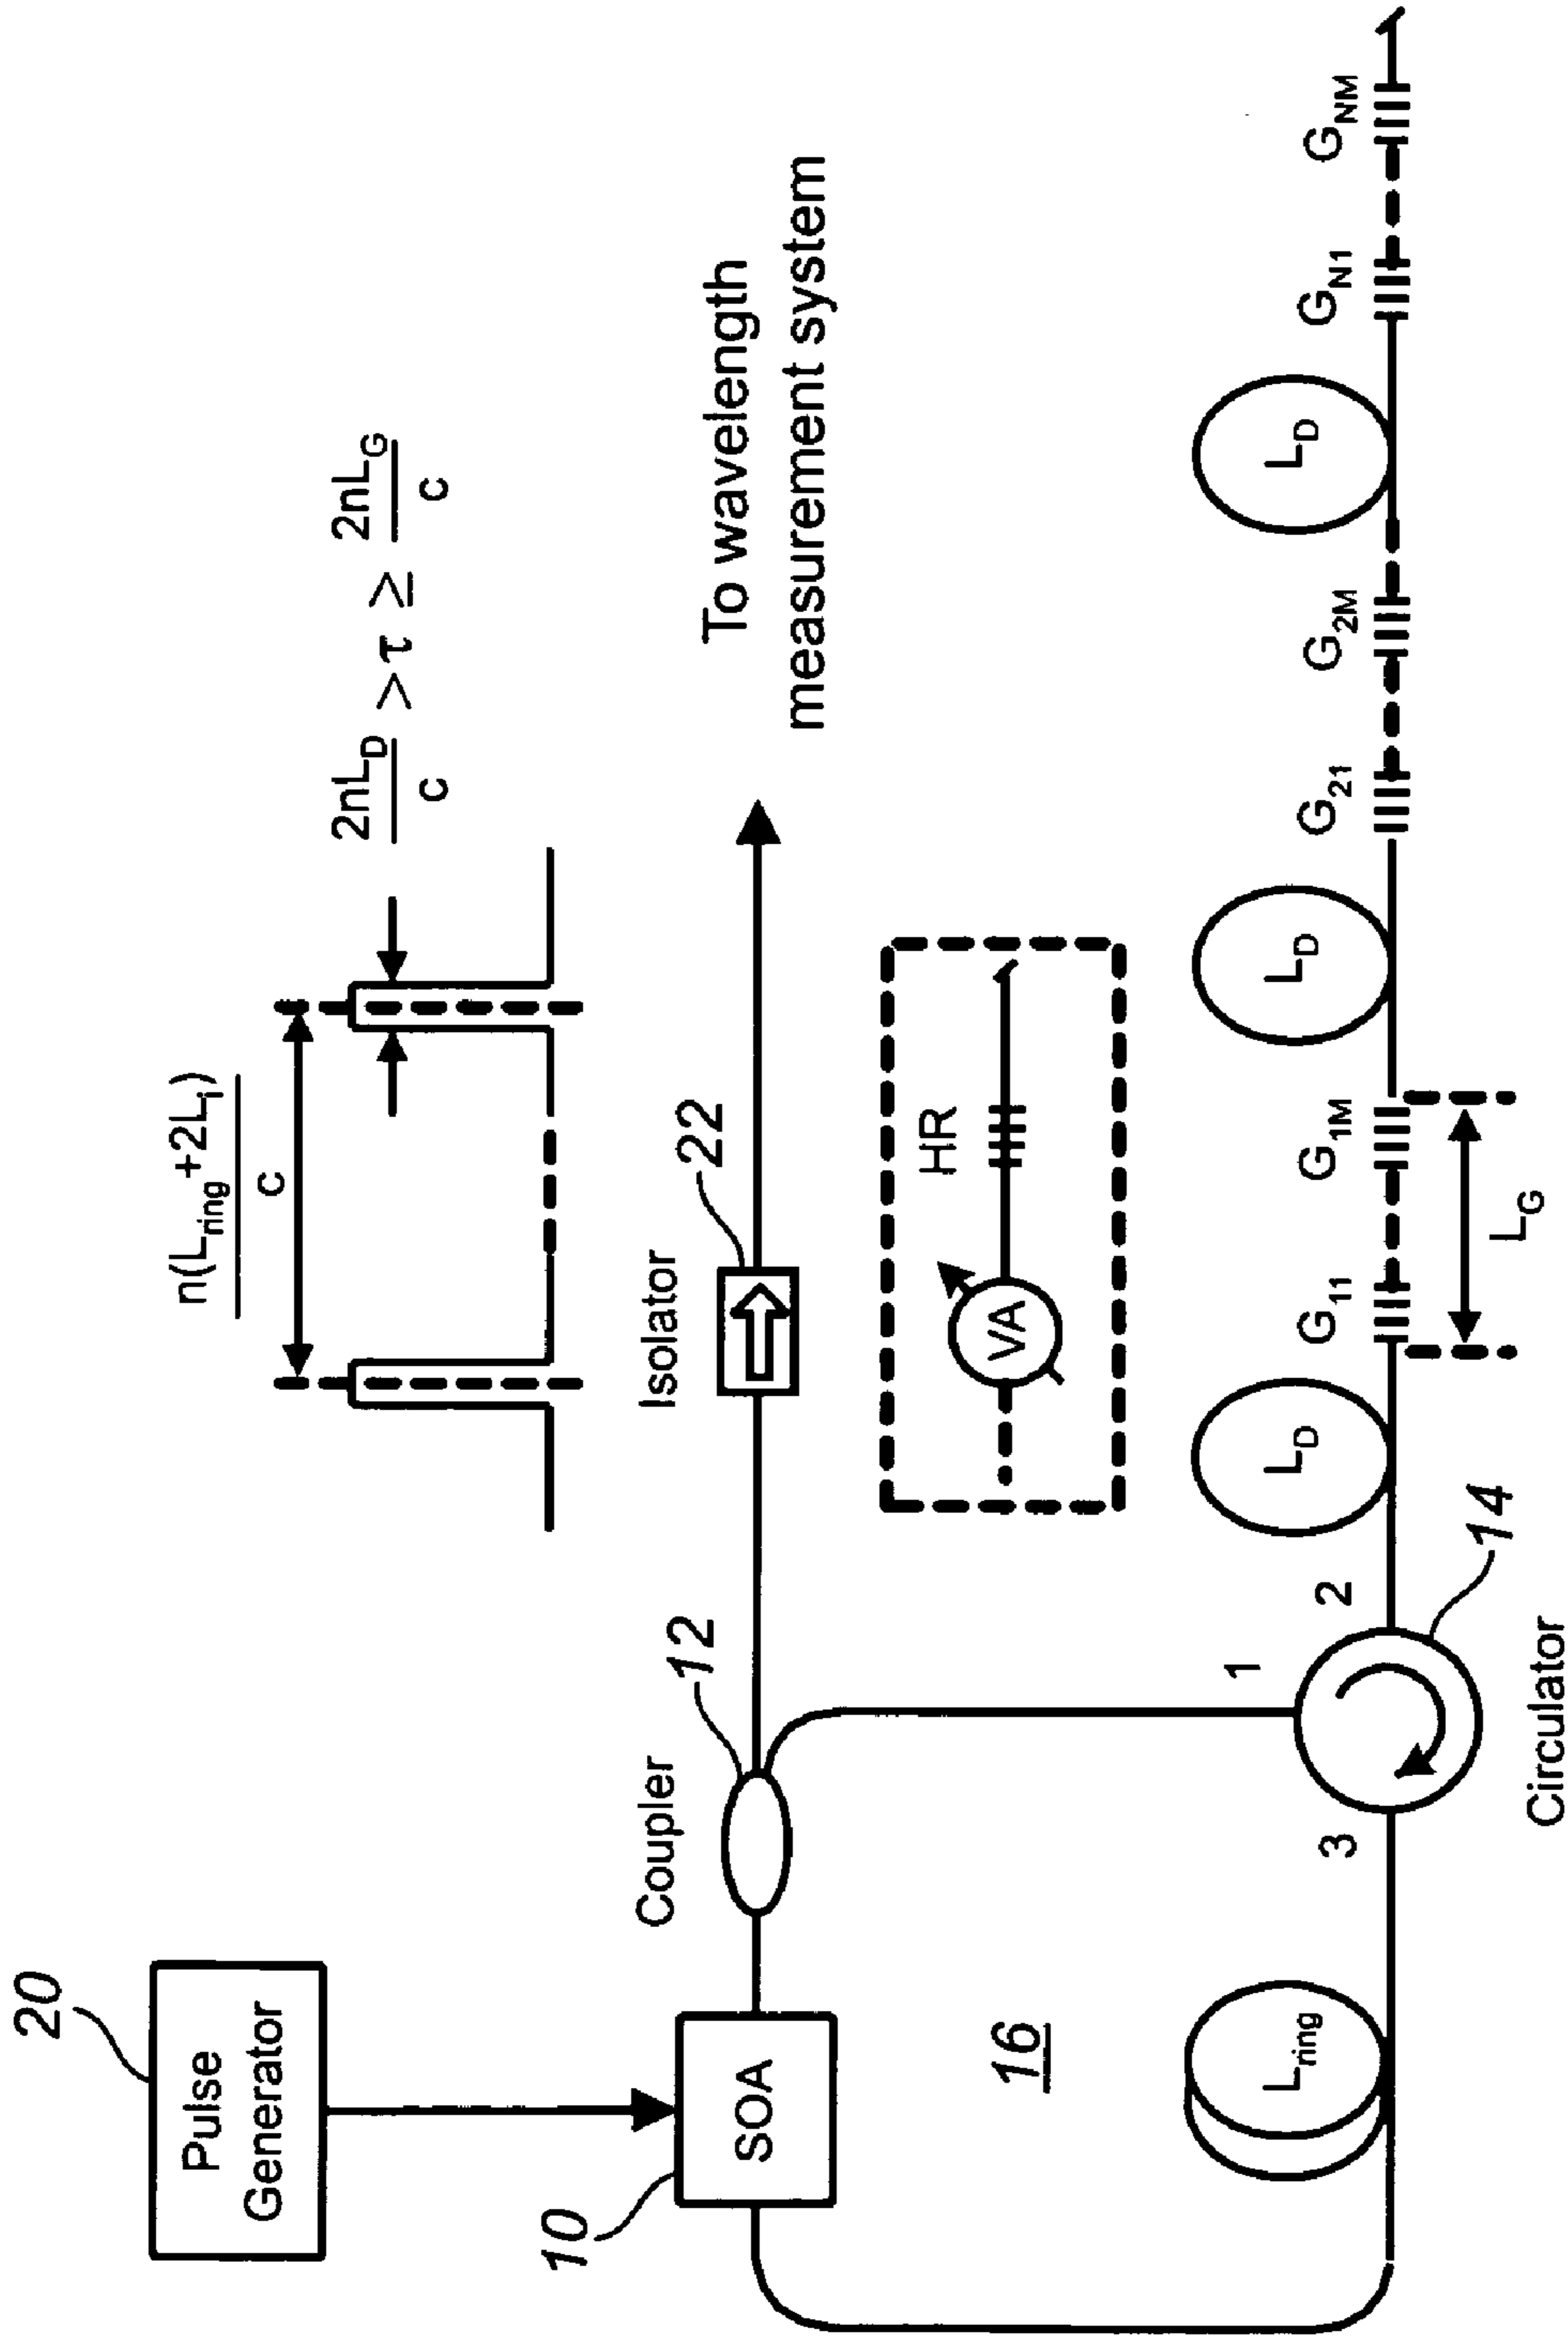 20
Pulse
Generator
n(L_ring+2L_i)
c
2nL_D
c
> τ ≥
2nL_G
c
10
SOA
Coupler
12
Isolator
22
To wavelength
measurement system
16
HR
VA
L_ring
3
1
2
14
Circulator
L_D
G_11
G_1M
L_G
L_D
G_21
G_2M
L_D
G_N1
G_NM